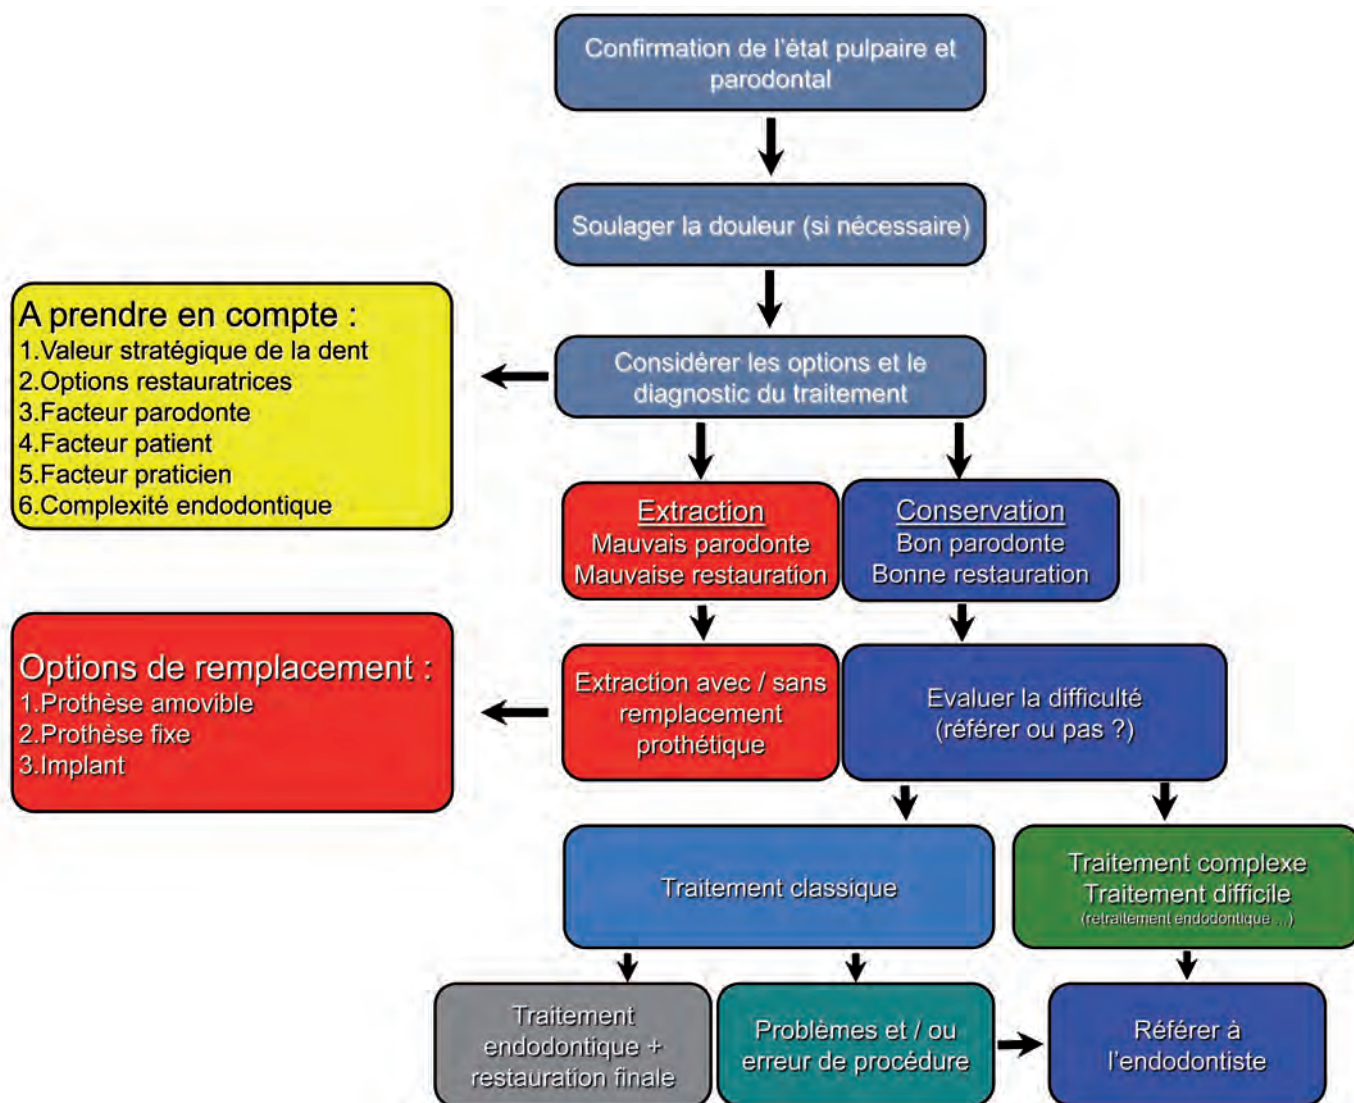 Confirmation de l'état pulpaire et
parodontal
Soulager la douleur (si nécessaire)
A prendre en compte :
1.Valeur stratégique de la dent
2.Options restauratrices
3.Facteur parodonte
4.Facteur patient
5.Facteur praticien
6.Complexité endodontique
Considérer les options et le
diagnostic du traitement
Extraction
Mauvais parodonte
Mauvaise restauration
Conservation
Bon parodonte
Bonne restauration
Options de remplacement :
1.Prothèse amovible
2.Prothèse fixe
3.Implant
Extraction avec / sans
remplacement
prothétique
Evaluer la difficulté
(référer ou pas ?)
Traitement classique
Traitement complexe
Traitement difficile
(retraitement endodontique ...)
Traitement
endodontique +
restauration finale
Problèmes et / ou
erreur de procédure
Référer à
l'endodontiste